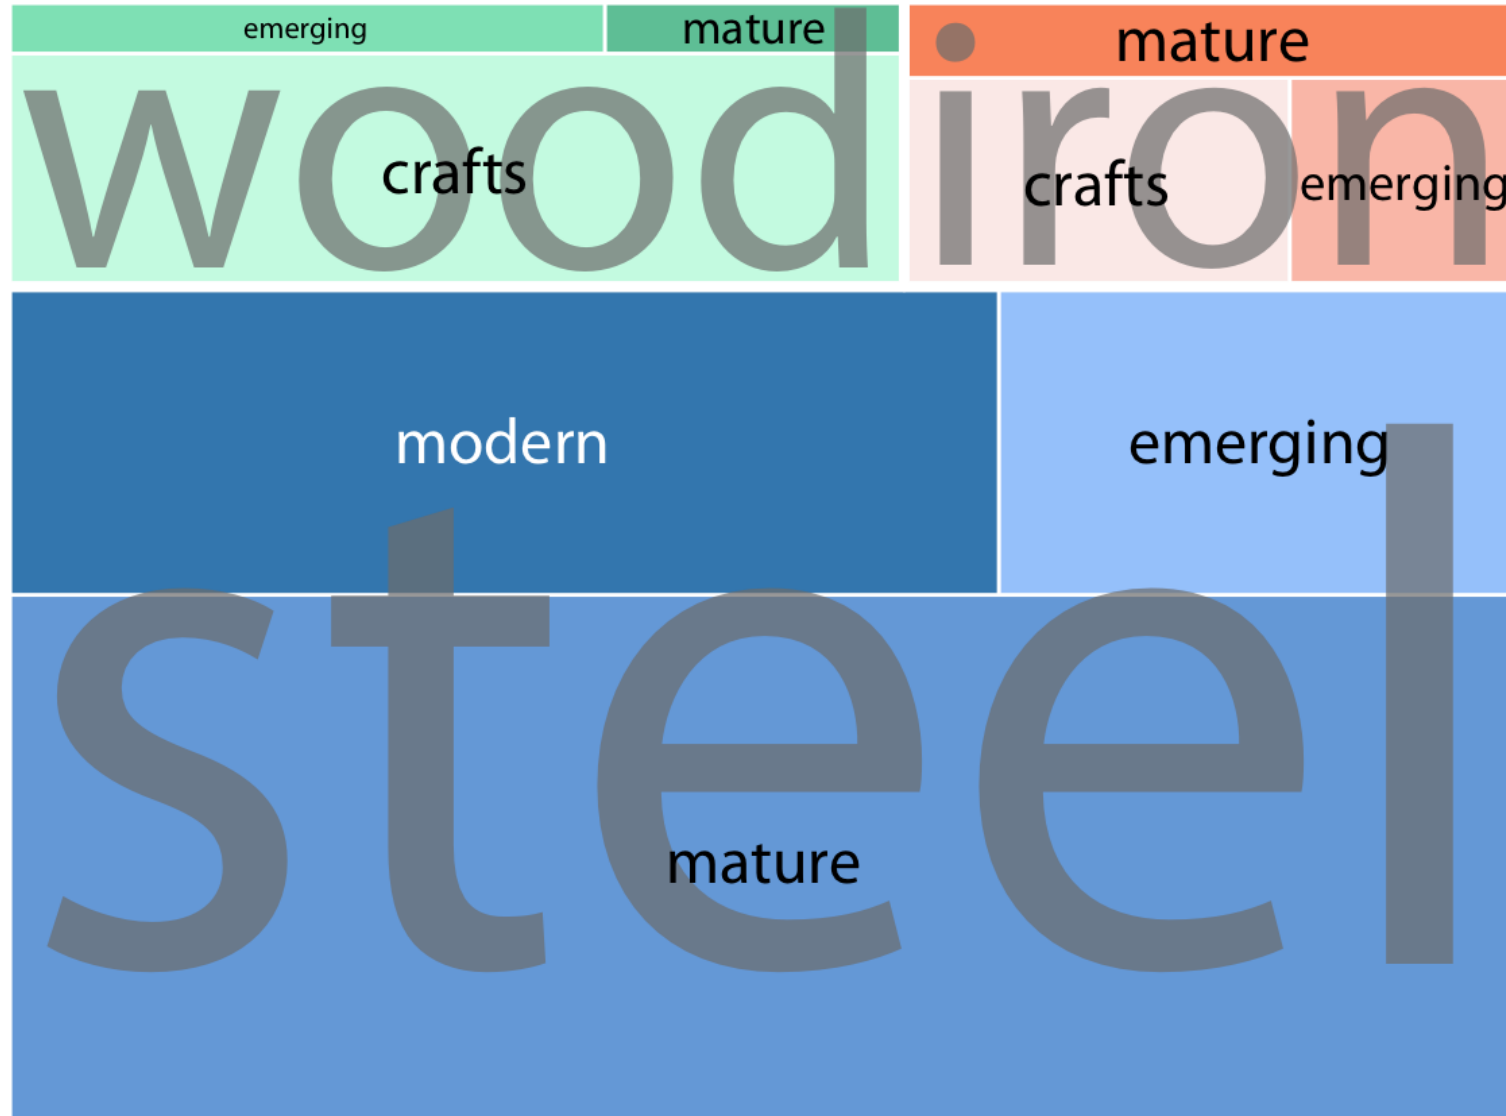 emerging
mature
mature
wood
iron
crafts
crafts
emerging
modern
emerging
steel
mature